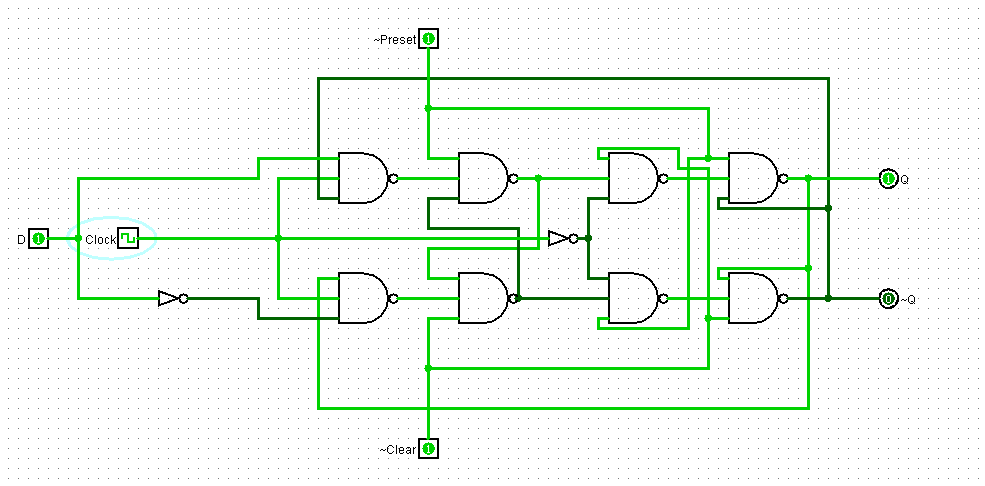 ~Preset 1
1 Q
D 1
Clock
0 ~Q
~Clear 1